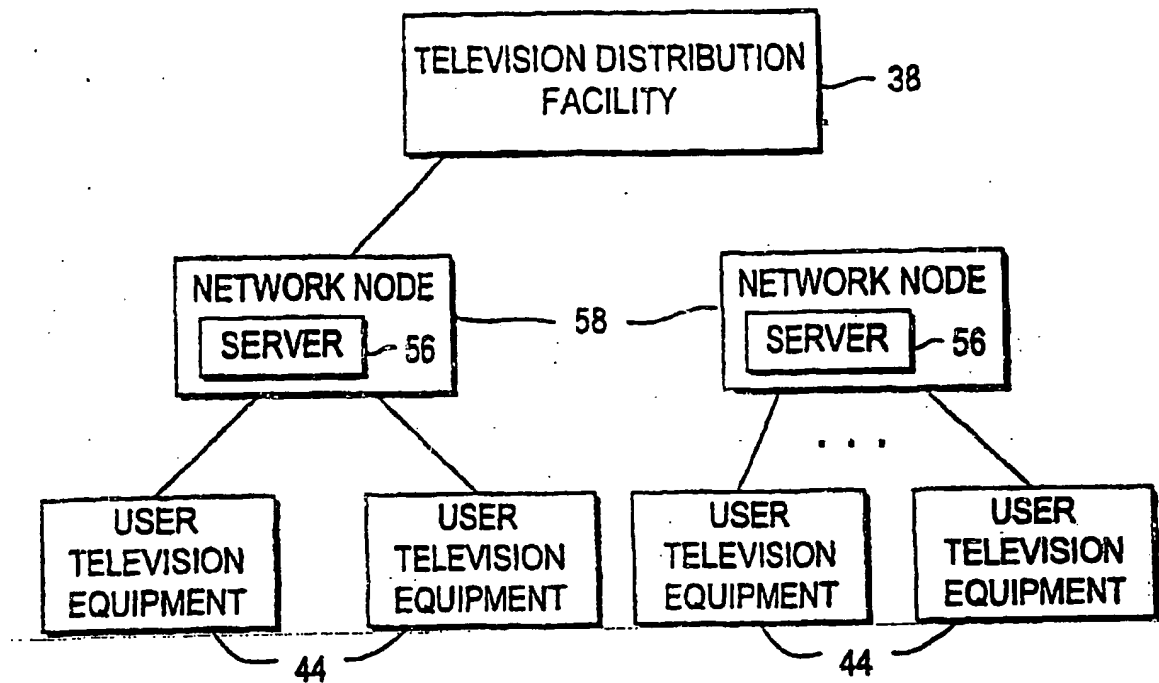 TELEVISION DISTRIBUTION
FACILITY
38
NETWORK NODE
SERVER
56
58
NETWORK NODE
SERVER
56
USER
TELEVISION
EQUIPMENT
USER
TELEVISION
EQUIPMENT
44
. . .
USER
TELEVISION
EQUIPMENT
USER
TELEVISION
EQUIPMENT
44